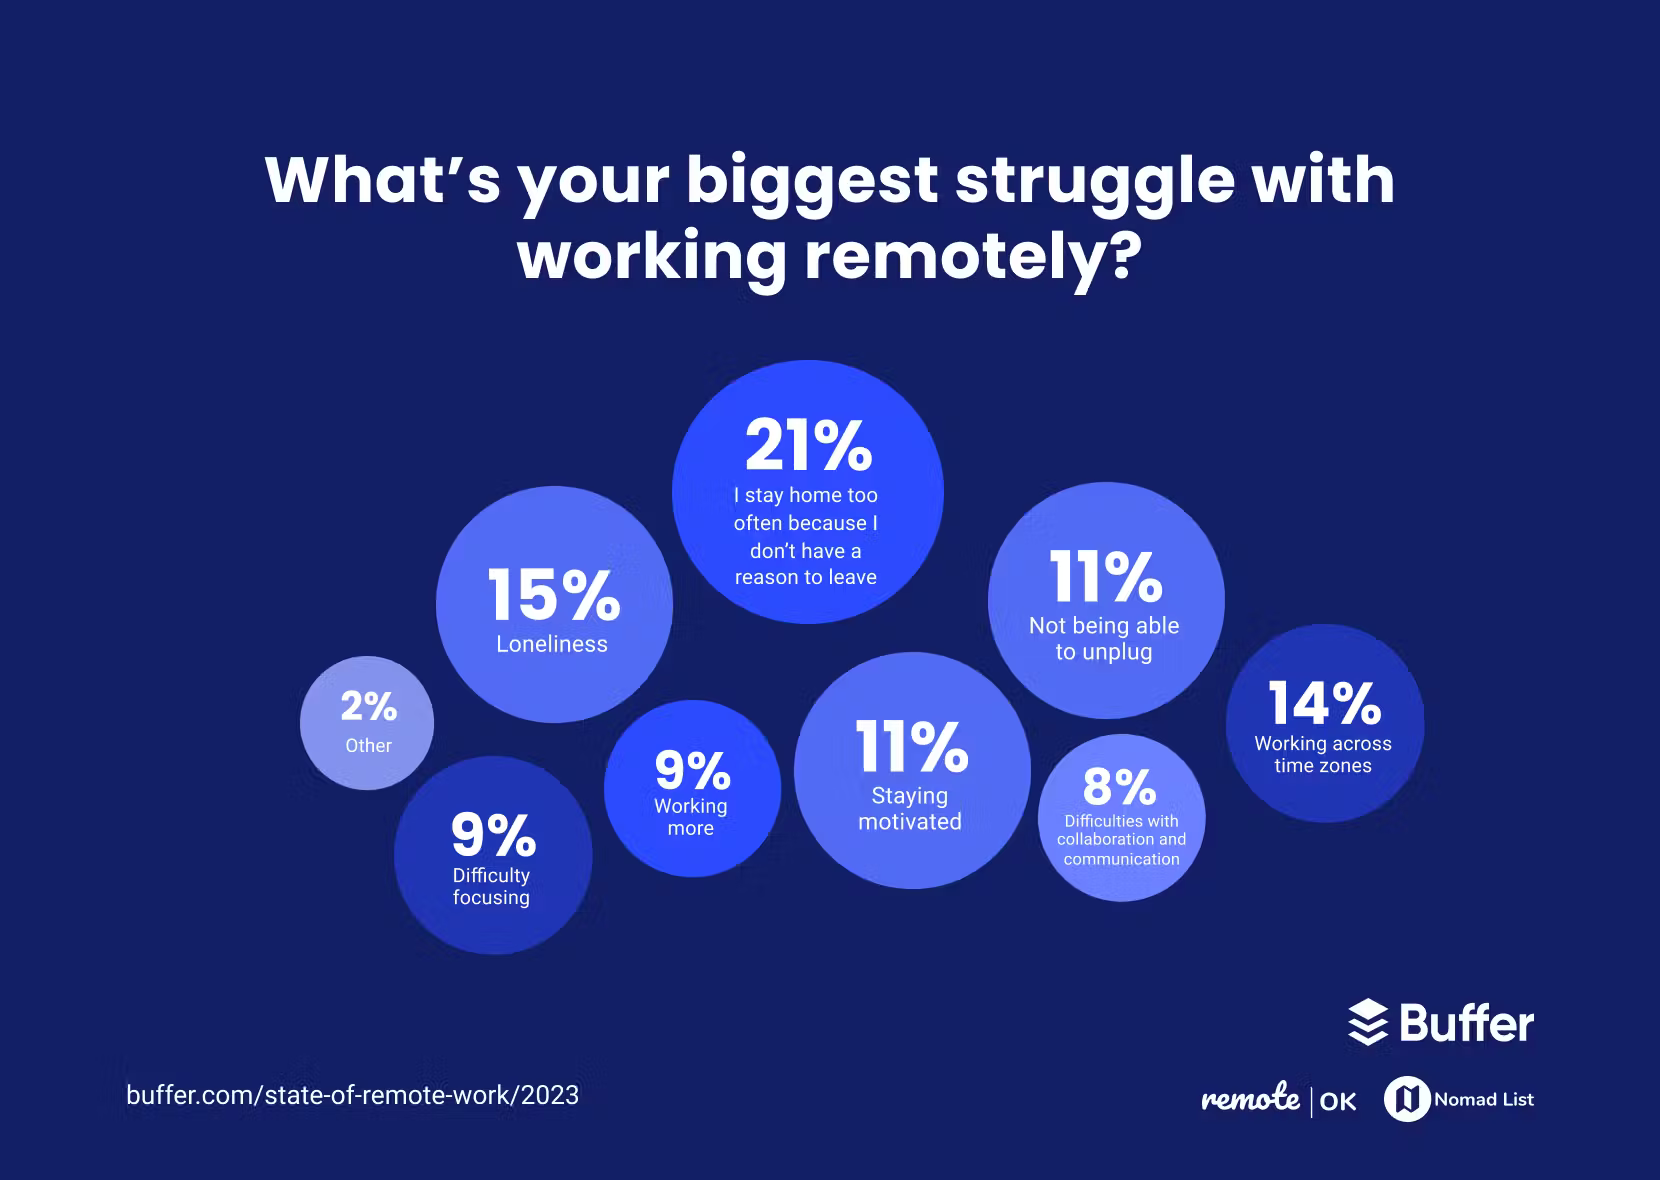 What’s your biggest struggle with
working remotely?
21%
I stay home too
often because I
don’t have a
reason to leave
15%
Loneliness
11%
Not being able
to unplug
14%
Working across
time zones
2%
Other
9%
Difficulty
focusing
9%
Working
more
11%
Staying
motivated
8%
Difficulties with
collaboration and
communication
Buffer
buffer.com/state-of-remote-work/2023
remote | OK
Nomad List